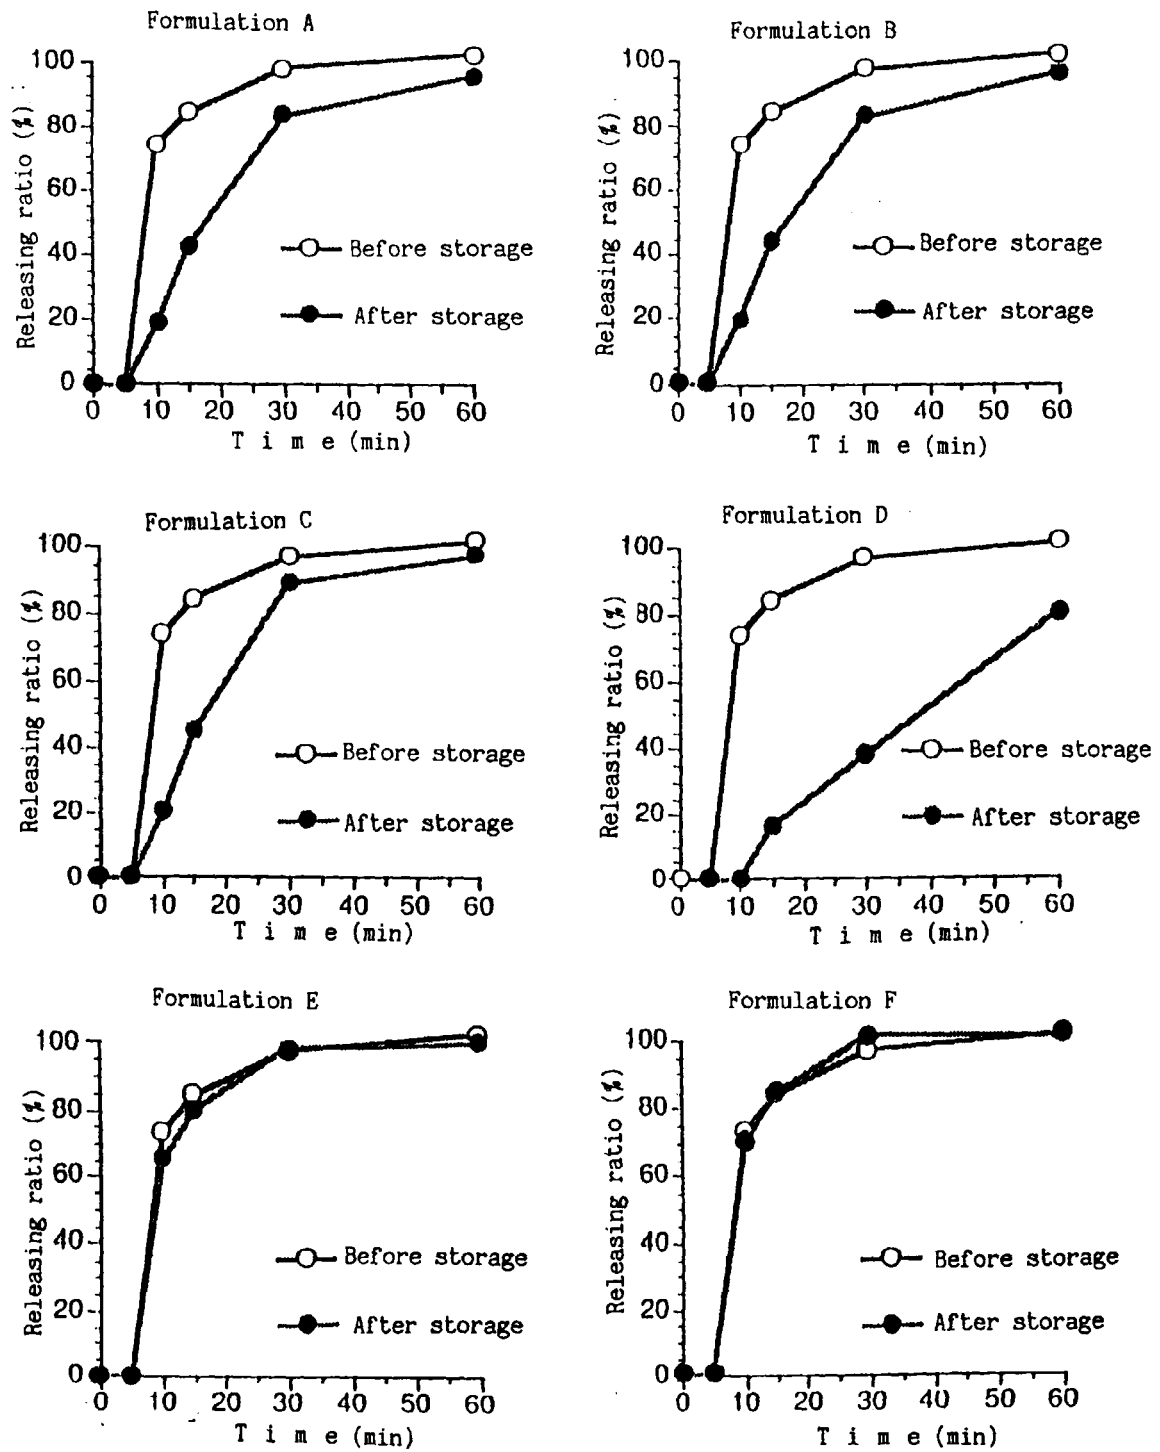 Formulation A
Releasing ratio (%)
100
80
60
40
20
0
Before storage
After storage
0 10 20 30 40 50 60
T i m e (min)
Formulation B
Releasing ratio (%)
100
80
60
40
20
0
Before storage
After storage
0 10 20 30 40 50 60
T i m e (min)
Formulation C
Releasing ratio (%)
100
80
60
40
20
0
Before storage
After storage
0 10 20 30 40 50 60
T i m e (min)
Formulation D
Releasing ratio (%)
100
80
60
40
20
0
Before storage
After storage
0 10 20 30 40 50 60
T i m e (min)
Formulation E
Releasing ratio (%)
100
80
60
40
20
0
Before storage
After storage
0 10 20 30 40 50 60
T i m e (min)
Formulation F
Releasing ratio (%)
100
80
60
40
20
0
Before storage
After storage
0 10 20 30 40 50 60
T i m e (min)